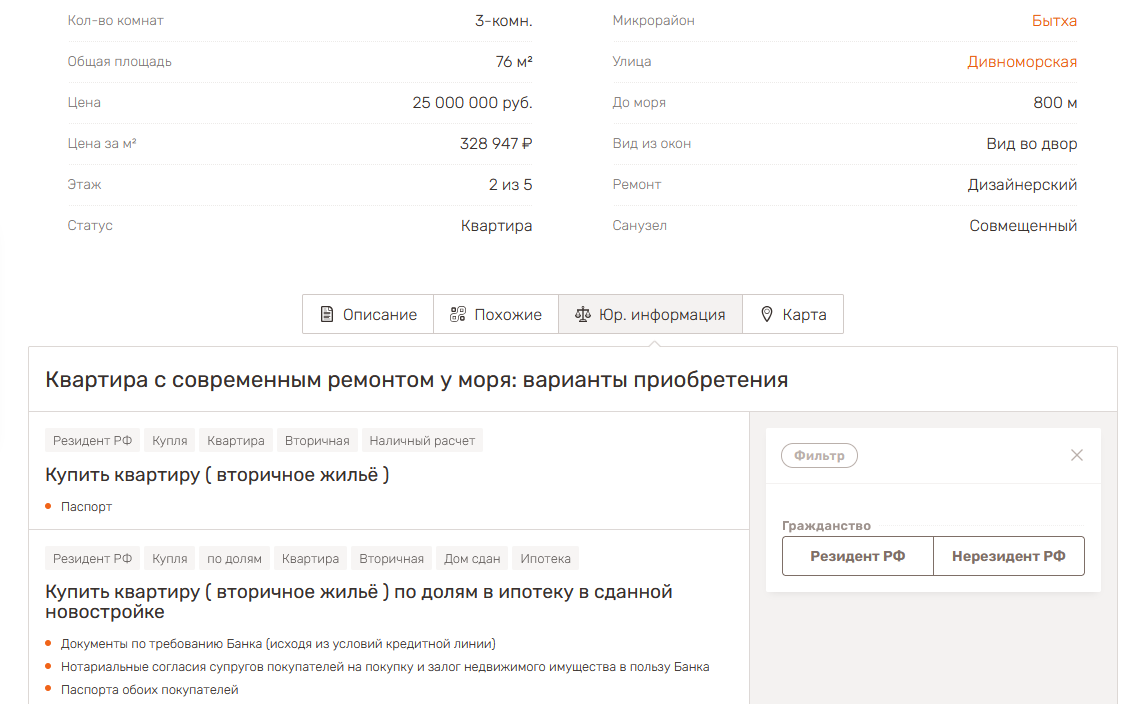 Кол-во комнат 3-комн.
Общая площадь 76 м²
Цена 25 000 000 руб.
Цена за м² 328 947 ₽
Этаж 2 из 5
Статус Квартира
Микрорайон Бытха
Улица Дивноморская
До моря 800 м
Вид из окон Вид во двор
Ремонт Дизайнерский
Санузел Совмещенный
Описание Похожие Юр. информация Карта
Квартира с современным ремонтом у моря: варианты приобретения
Резидент РФ Купля Квартира Вторичная Наличный расчет
Купить квартиру ( вторичное жильё )
Паспорт
Резидент РФ Купля по долям Квартира Вторичная Дом сдан Ипотека
Купить квартиру ( вторичное жильё ) по долям в ипотеку в сданной
новостройке
Документы по требованию Банка (исходя из условий кредитной линии)
Нотариальные согласия супругов покупателей на покупку и залог недвижимого имущества в пользу Банка
Паспорта обоих покупателей
Фильтр
Гражданство
Резидент РФ Нерезидент РФ